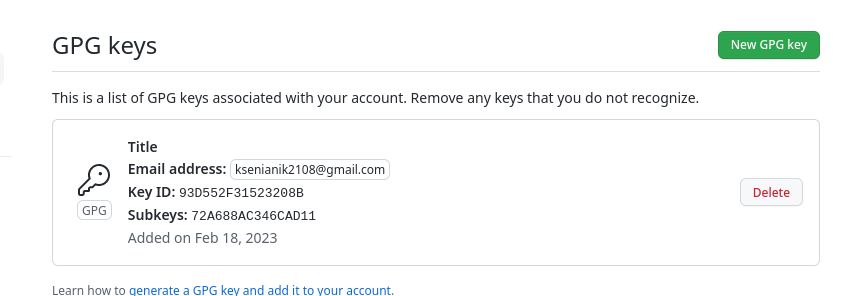 GPG keys
New GPG key
This is a list of GPG keys associated with your account. Remove any keys that you do not recognize.
Title
Email address: ksenianik2108@gmail.com
Key ID: 93D552F31523208B
GPG
Subkeys: 72A688AC346CAD11
Delete
Added on Feb 18, 2023
Learn how to generate a GPG key and add it to your account.